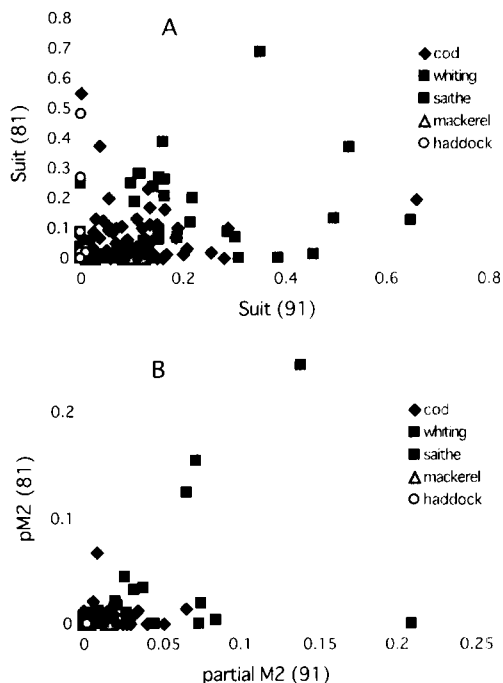 A
0.8
0.7
0.6
0.5
0.4
0.3
0.2
0.1
0
Suit (81)
0
0.2
0.4
0.6
0.8
Suit (91)
cod
whiting
saithe
mackerel
haddock
B
0.2
0.1
0
pM2 (81)
0
0.05
0.1
0.15
0.2
0.25
partial M2 (91)
cod
whiting
saithe
mackerel
haddock